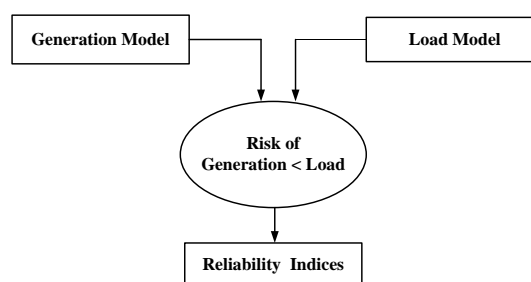 Generation Model
Load Model
Risk of
Generation < Load
Reliability Indices